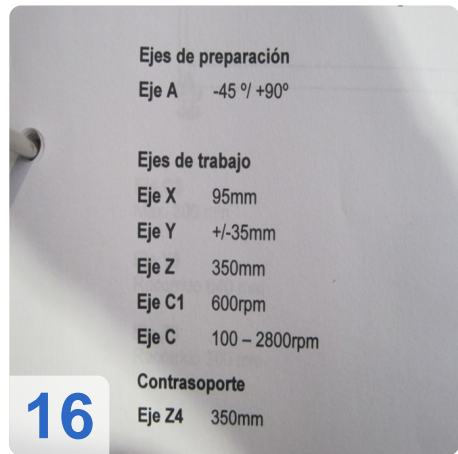 Ejes de preparación
Eje A -45 º/ +90º
Ejes de trabajo
Eje X 95mm
Eje Y +/-35mm
Eje Z 350mm
Eje C1 600rpm
Eje C 100 – 2800rpm
Contrasoporte
Eje Z4 350mm
16